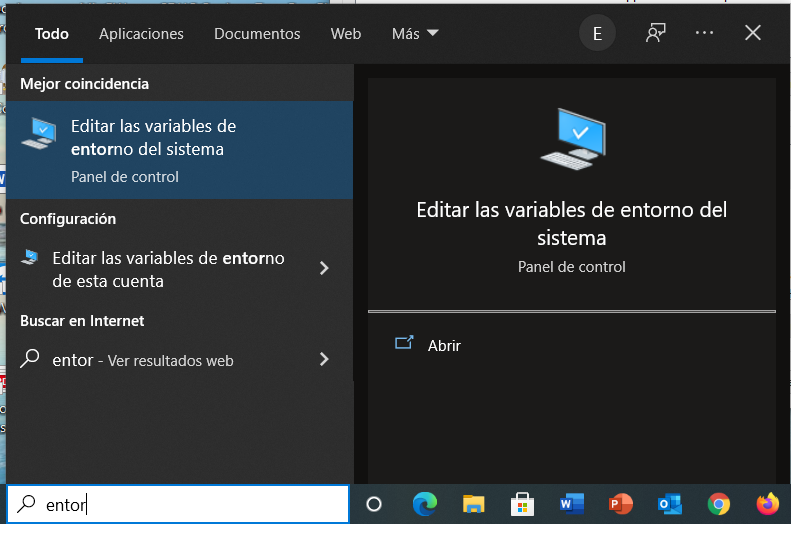 Todo
Aplicaciones
Documentos
Web
Más
E
Mejor coincidencia
Editar las variables de
entorno del sistema
Panel de control
Configuración
Editar las variables de entorno
de esta cuenta
Buscar en Internet
entor - Ver resultados web
Editar las variables de entorno del
sistema
Panel de control
Abrir
entor